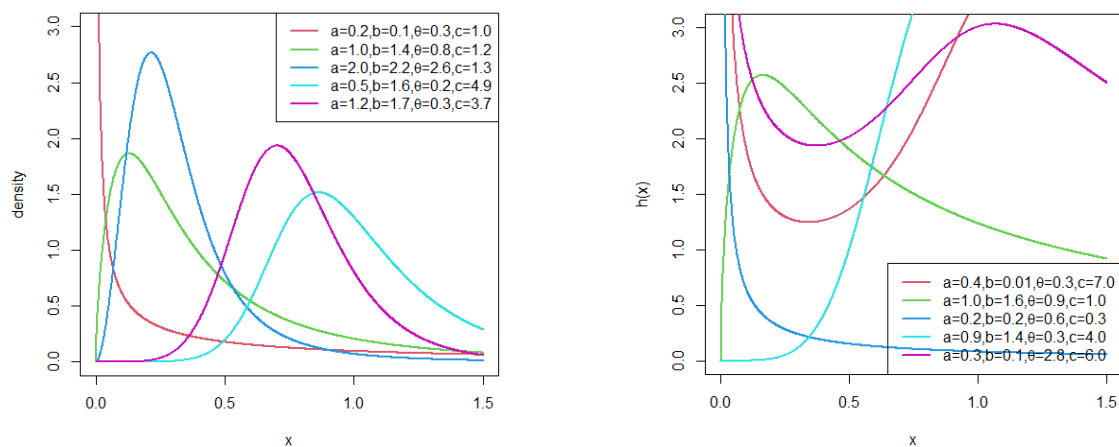 a=0.2,b=0.1,θ=0.3,c=1.0
a=1.0,b=1.4,θ=0.8,c=1.2
a=2.0,b=2.2,θ=2.6,c=1.3
a=0.5,b=1.6,θ=0.2,c=4.9
a=1.2,b=1.7,θ=0.3,c=3.7
density
3.0
2.5
2.0
1.5
1.0
0.5
0.0
0.0 0.5 1.0 1.5
x
h(x)
3.0
2.5
2.0
1.5
1.0
0.5
0.0
a=0.4,b=0.01,θ=0.3,c=7.0
a=1.0,b=1.6,θ=0.9,c=1.0
a=0.2,b=0.2,θ=0.6,c=0.3
a=0.9,b=1.4,θ=0.3,c=4.0
a=0.3,b=0.1,θ=2.8,c=6.0
0.0 0.5 1.0 1.5
x